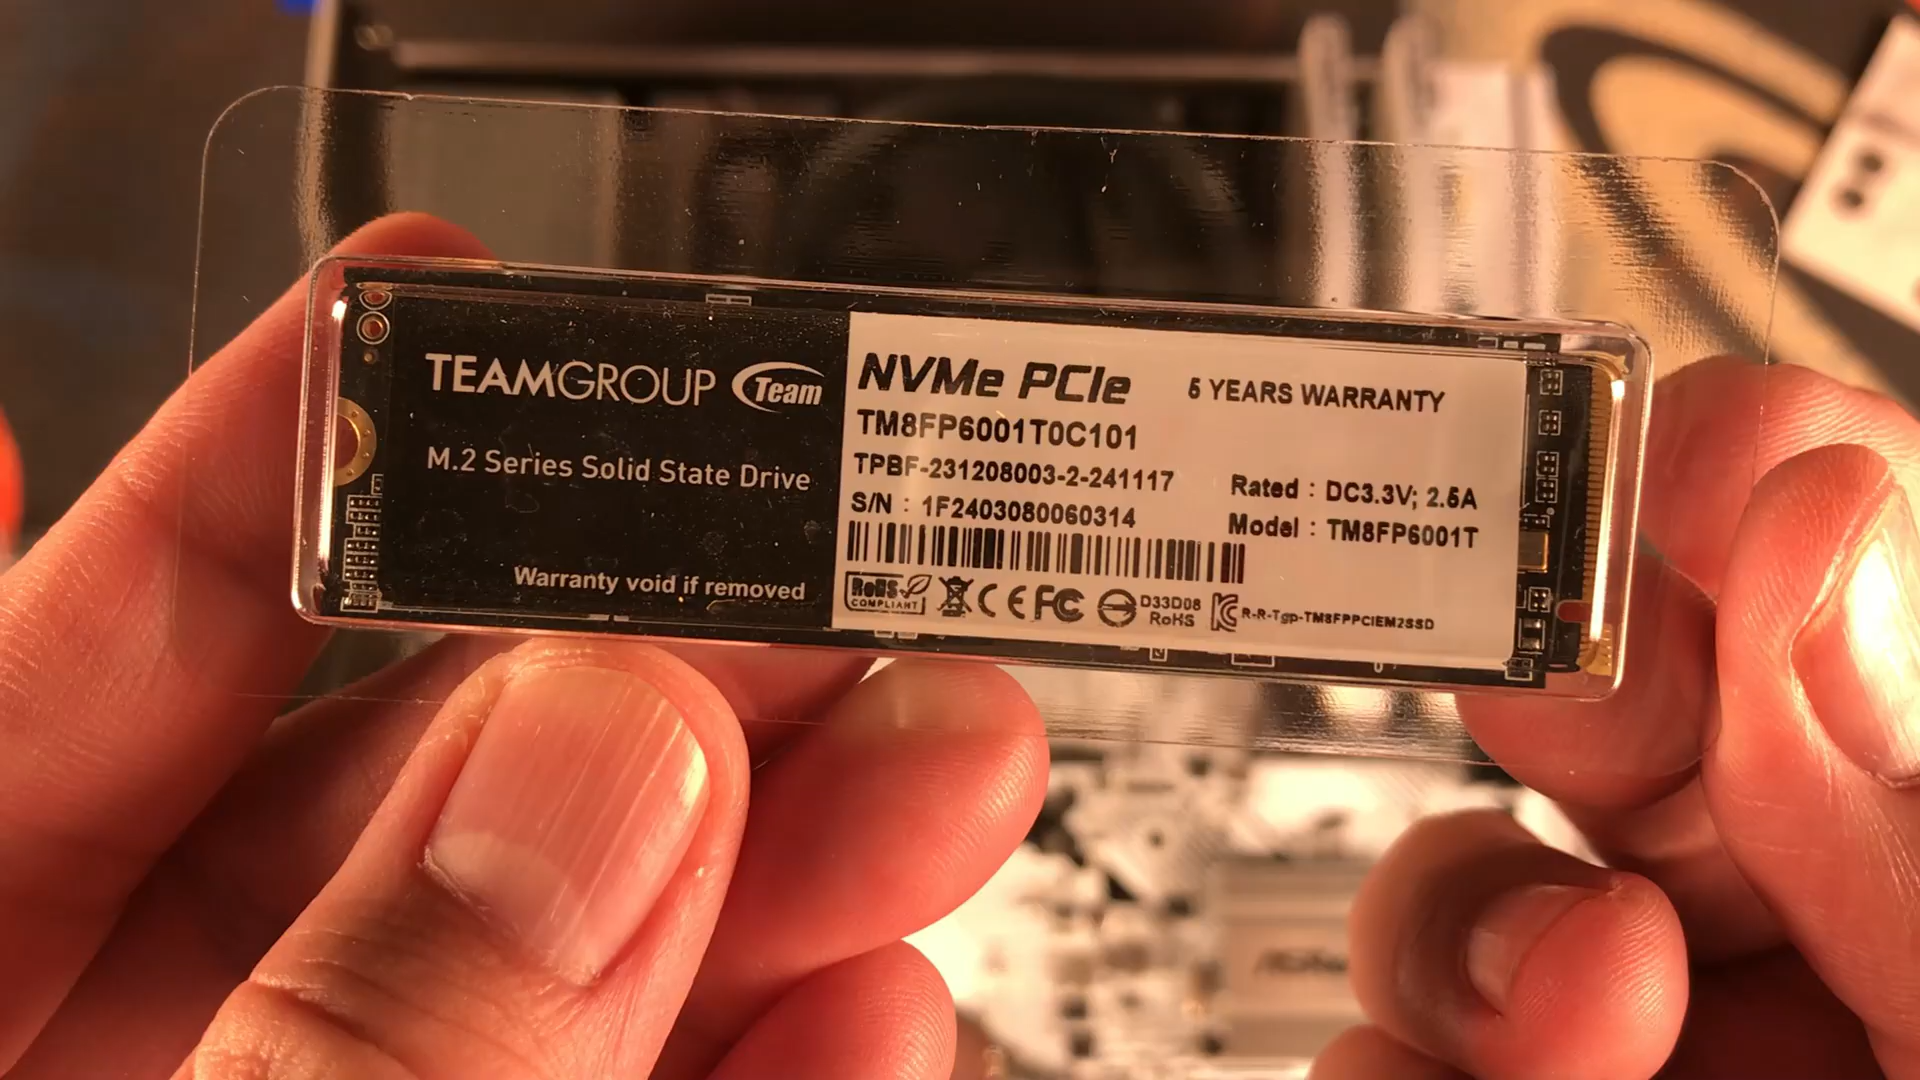 TEAMGROUP Team
M.2 Series Solid State Drive
Warranty void if removed
NVMe PCIe
5 YEARS WARRANTY
TM8FP6001T0C101
TPBF-231208003-2-241117
S/N : 1F2403080060314
Rated : DC3.3V; 2.5A
Model : TM8FP6001T
RoHS
COMPLIANT
CE FC
D33D08
RoHS
R-R-Tgp-TM8FPPCIEM2SSD